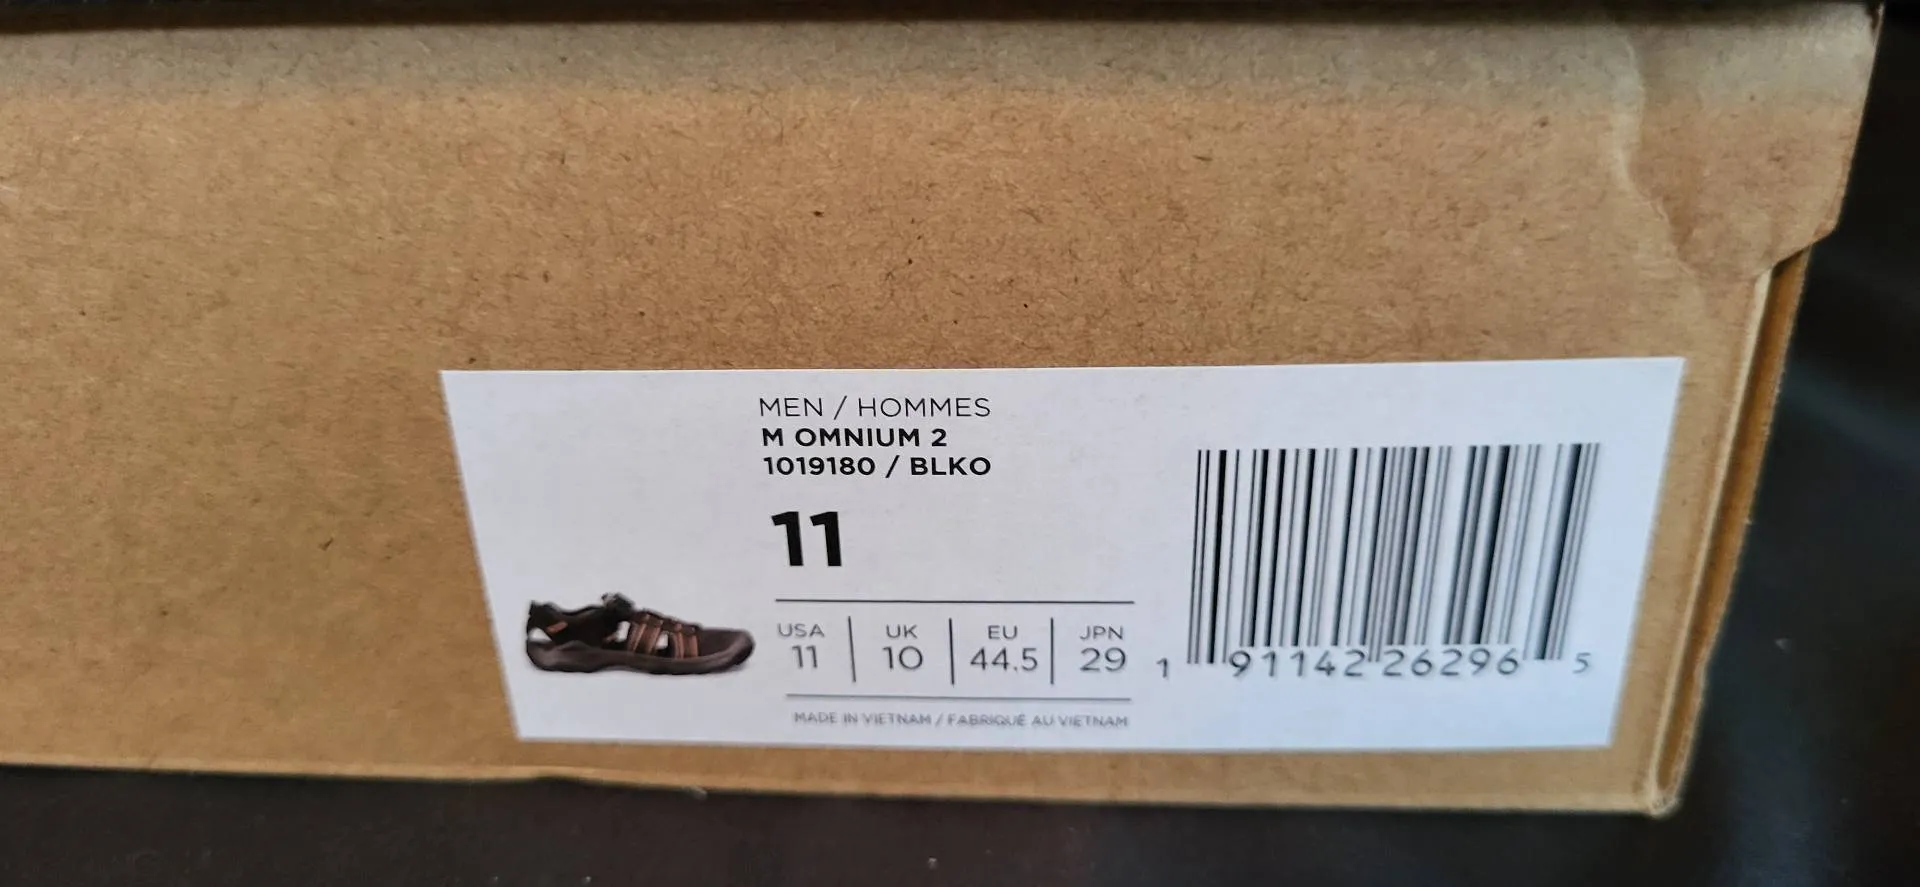 MEN / HOMMES
M OMNIUM 2
1019180 / BLKO
11
USA UK EU JPN
11 10 44.5 29
1 91142 26296 5
MADE IN VIETNAM / FABRIQUÉ AU VIETNAM